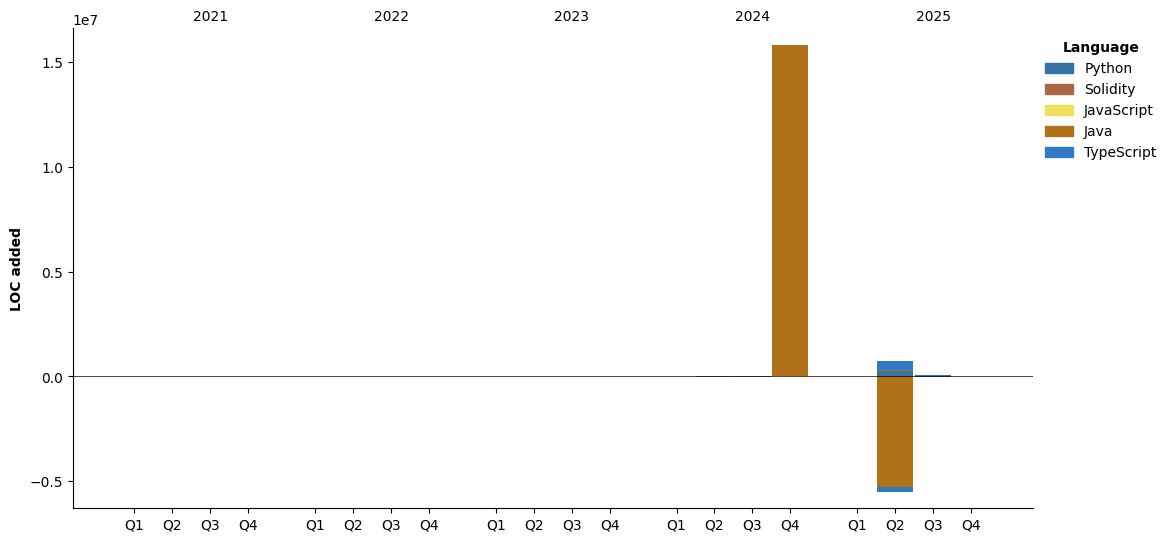 1e7
2021 2022 2023 2024 2025
Language
Python
Solidity
JavaScript
Java
TypeScript
LOC added
1.5
1.0
0.5
0.0
−0.5
Q1 Q2 Q3 Q4 Q1 Q2 Q3 Q4 Q1 Q2 Q3 Q4 Q1 Q2 Q3 Q4 Q1 Q2 Q3 Q4